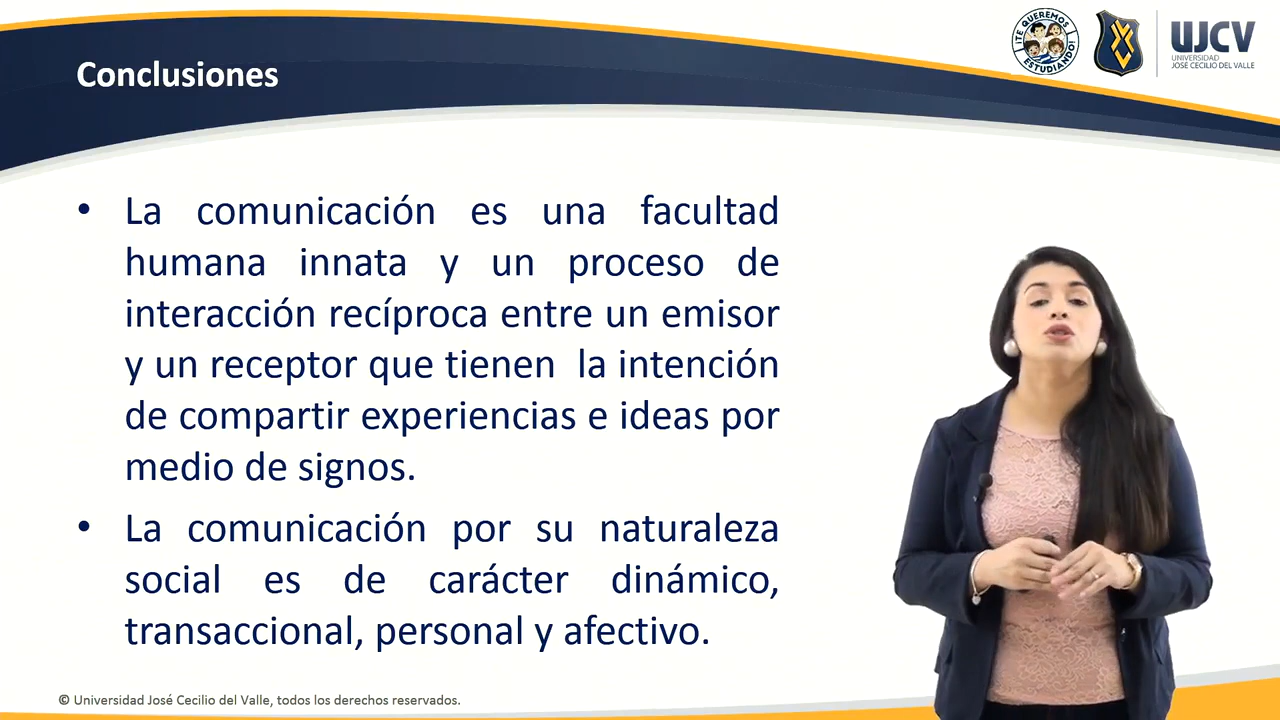 ¡TE QUEREMOS
ESTUDIANDO!
UJCV
UNIVERSIDAD
JOSÉ CECILIO DEL VALLE
Conclusiones
• La comunicación es una facultad
humana innata y un proceso de
interacción recíproca entre un emisor
y un receptor que tienen la intención
de compartir experiencias e ideas por
medio de signos.
• La comunicación por su naturaleza
social es de carácter dinámico,
transaccional, personal y afectivo.
© Universidad José Cecilio del Valle, todos los derechos reservados.